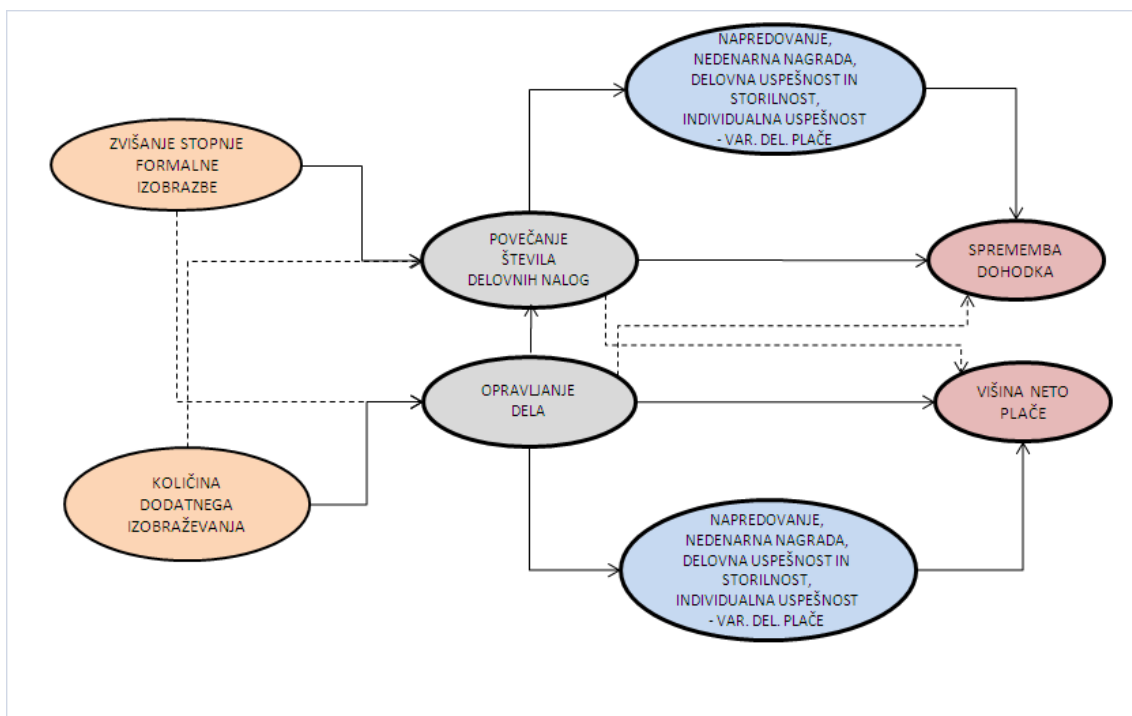 NAPREDOVANJE,
NEDENARNA NAGRADA,
DELOVNA USPEŠNOST IN
STORILNOST,
INDIVIDUALNA USPEŠNOST
- VAR. DEL. PLAČE
ZVIŠANJE STOPNJE
FORMALNE
IZOBRAZBE
POVEČANJE
ŠTEVILA
DELOVNIH NALOG
SPREMEMBA
DOHODKA
OPRAVLJANJE
DELA
VIŠINA NETO
PLAČE
KOLIČINA
DODATNEGA
IZOBRAŽEVANJA
NAPREDOVANJE,
NEDENARNA NAGRADA,
DELOVNA USPEŠNOST IN
STORILNOST,
INDIVIDUALNA USPEŠNOST
- VAR. DEL. PLAČE